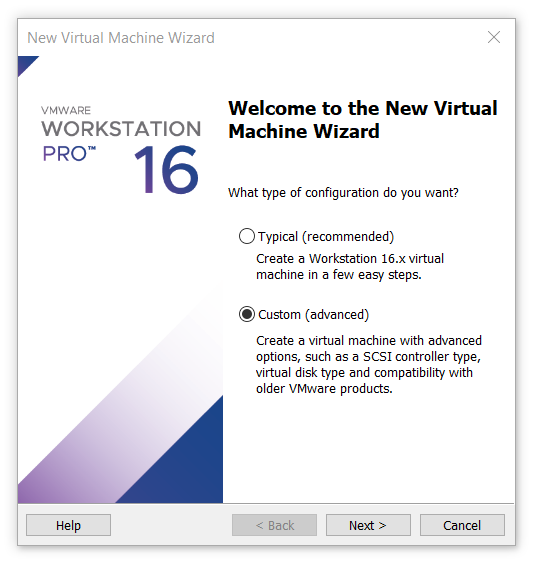 New Virtual Machine Wizard
VMWARE
WORKSTATION
PRO™ 16
Welcome to the New Virtual
Machine Wizard
What type of configuration do you want?
Typical (recommended)
Create a Workstation 16.x virtual
machine in a few easy steps.
Custom (advanced)
Create a virtual machine with advanced
options, such as a SCSI controller type,
virtual disk type and compatibility with
older VMware products.
Help
< Back
Next >
Cancel